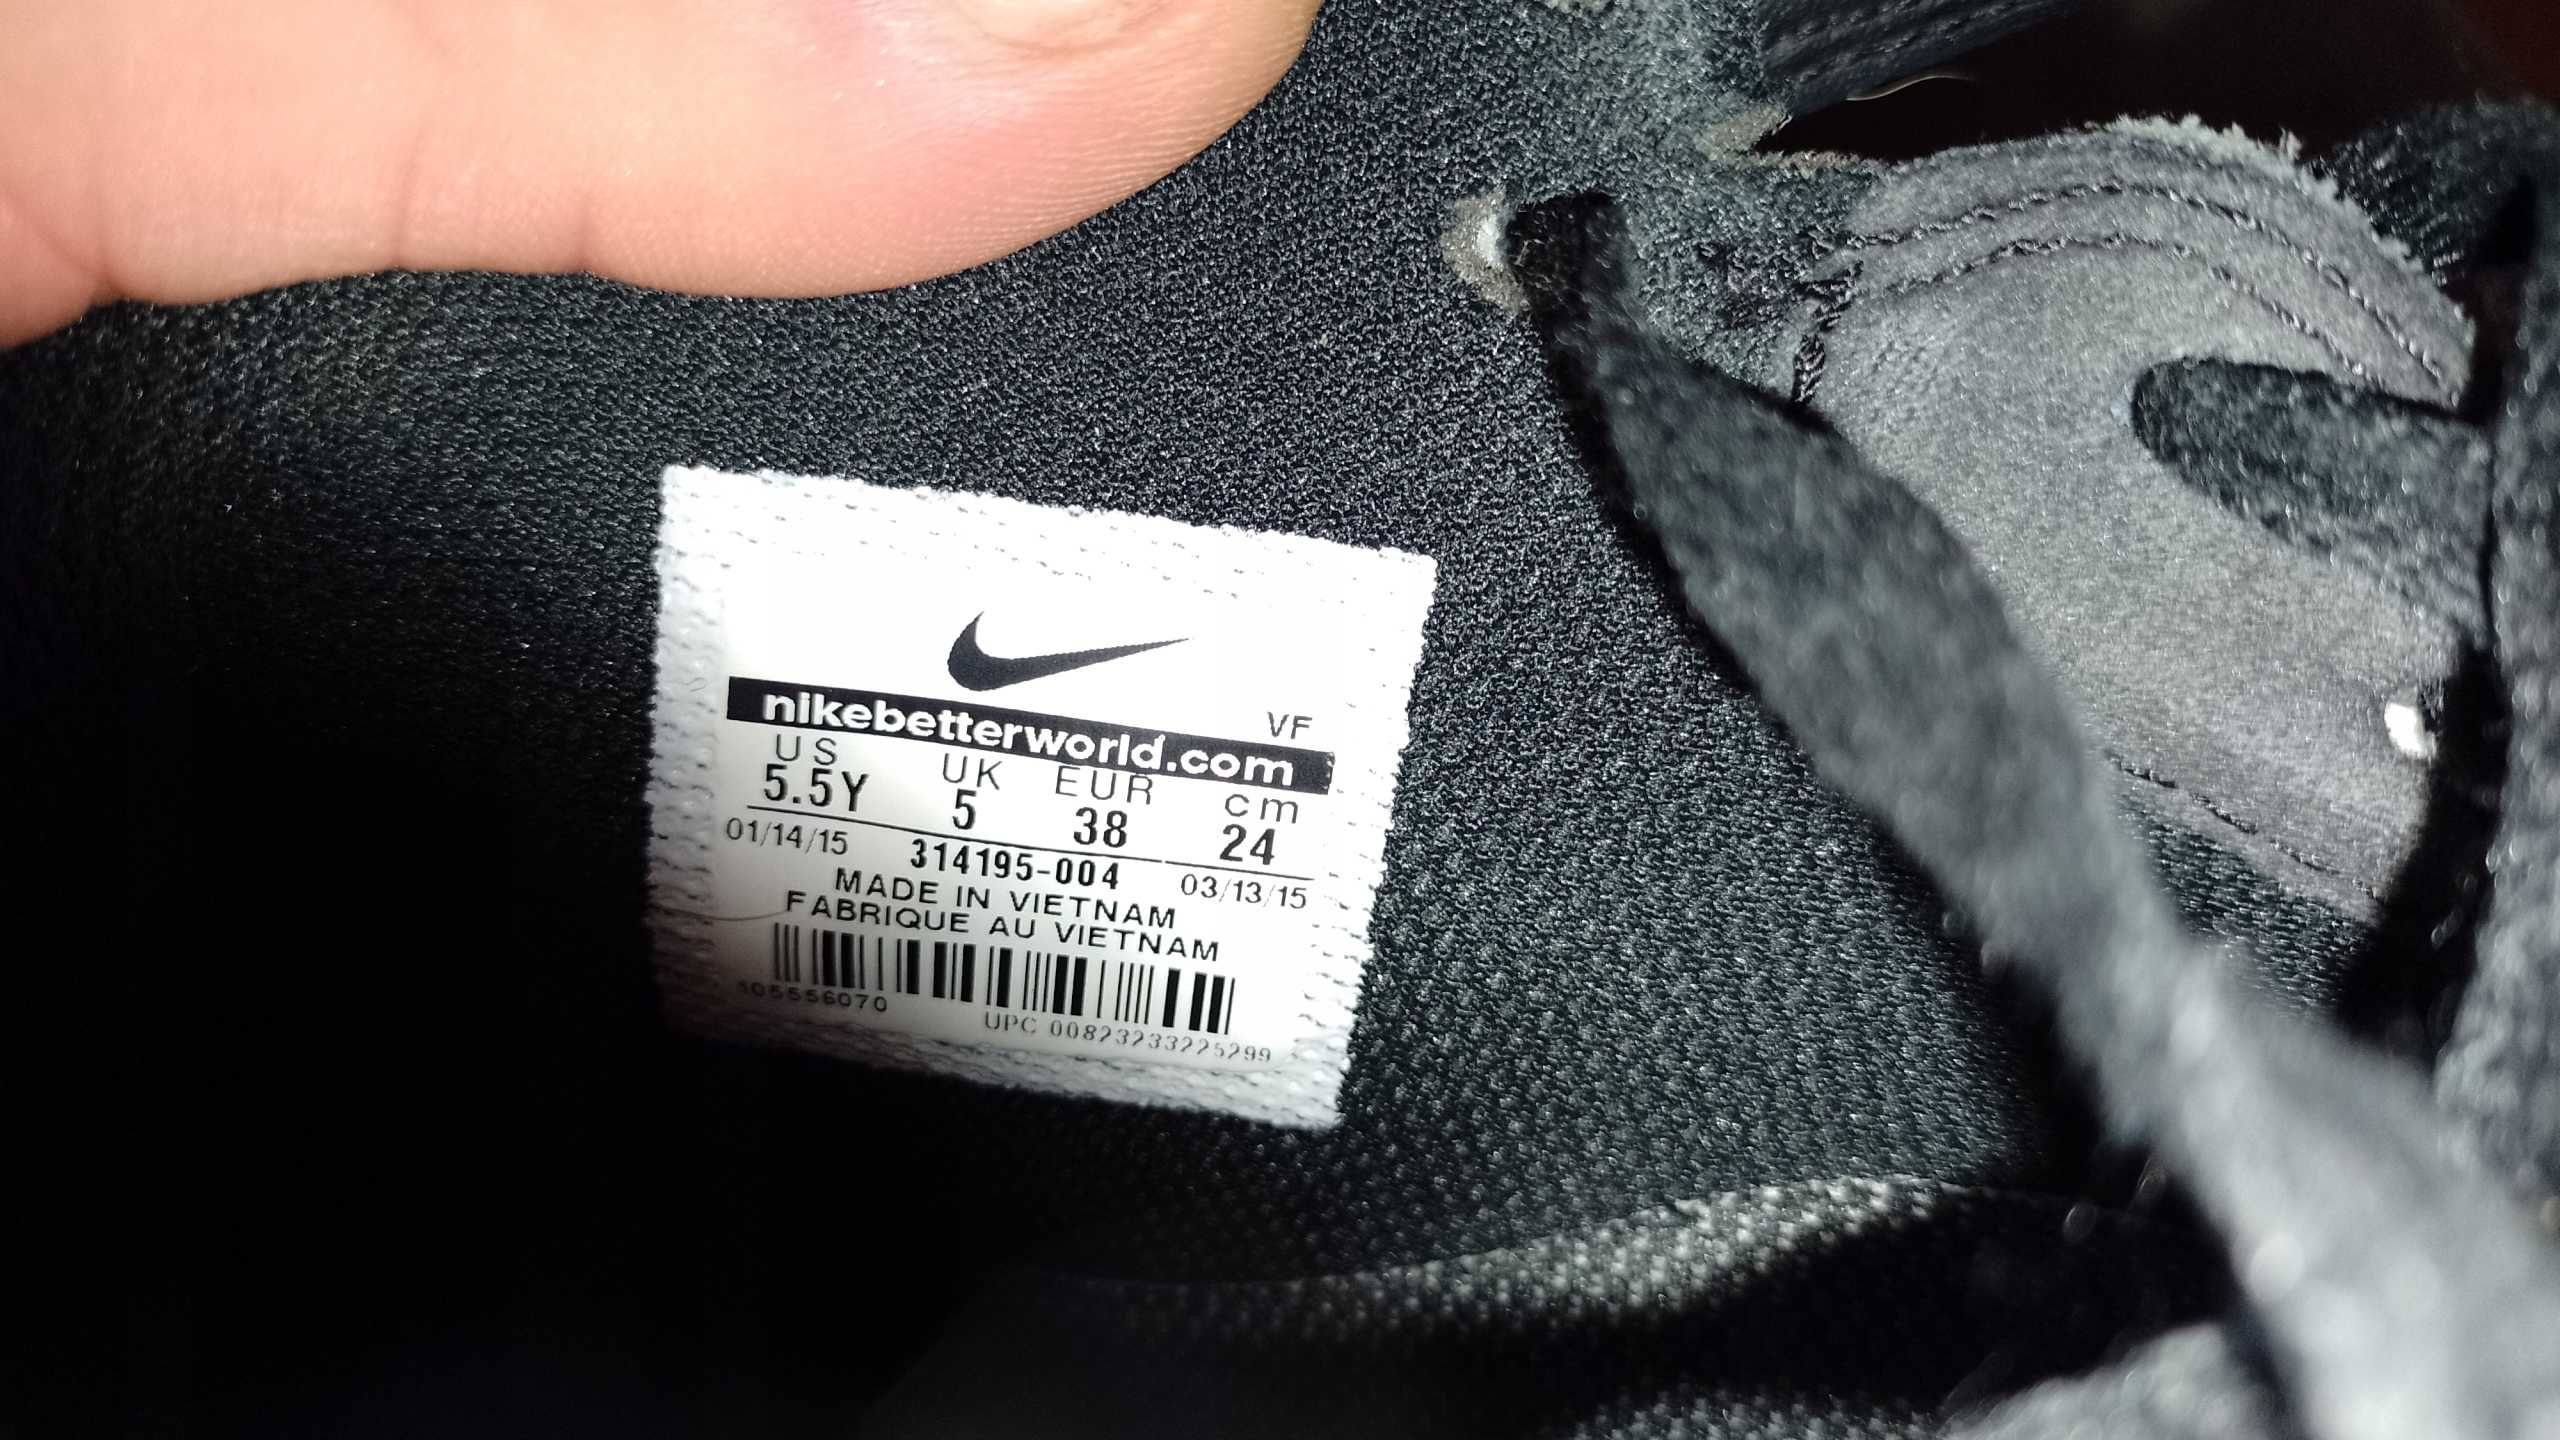 VF
nikebetterworld.com
US UK EUR cm
5.5Y 5 38 24
01/14/15 314195-004 03/13/15
MADE IN VIETNAM
FABRIQUE AU VIETNAM
105556070
UPC 00823233225299